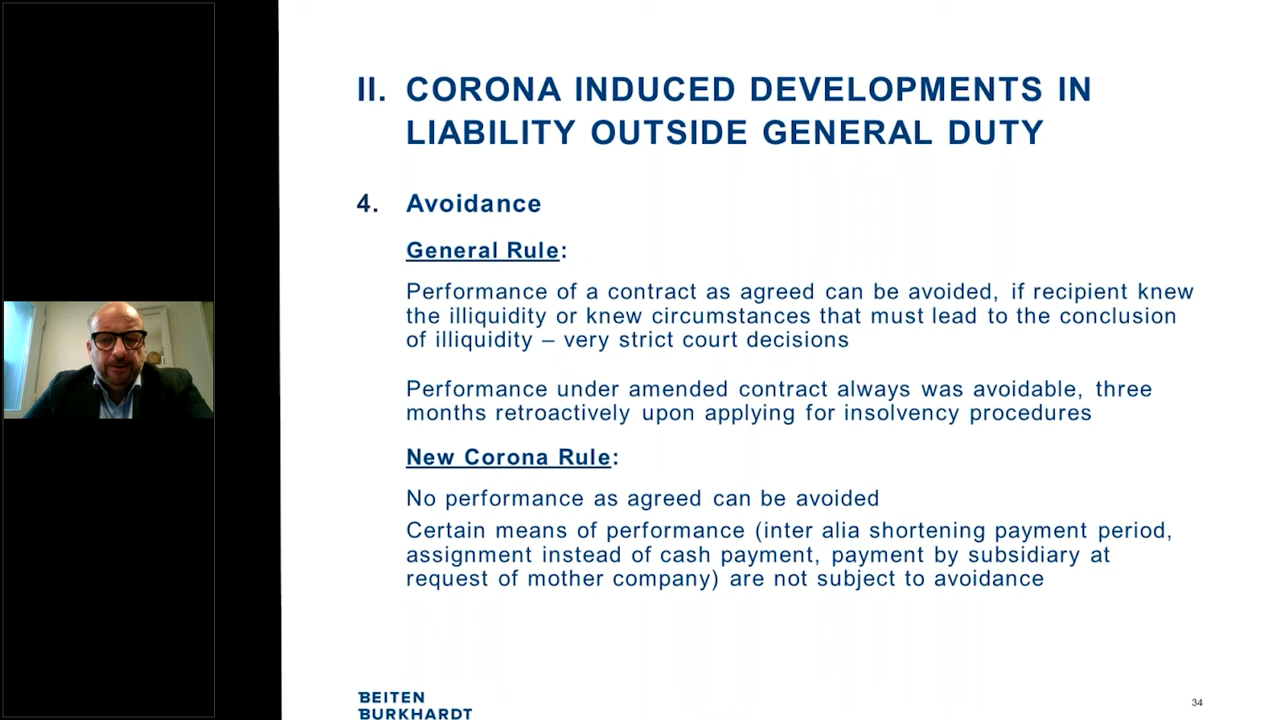 II. CORONA INDUCED DEVELOPMENTS IN
LIABILITY OUTSIDE GENERAL DUTY
4. Avoidance
General Rule:
Performance of a contract as agreed can be avoided, if recipient knew
the illiquidity or knew circumstances that must lead to the conclusion
of illiquidity – very strict court decisions
Performance under amended contract always was avoidable, three
months retroactively upon applying for insolvency procedures
New Corona Rule:
No performance as agreed can be avoided
Certain means of performance (inter alia shortening payment period,
assignment instead of cash payment, payment by subsidiary at
request of mother company) are not subject to avoidance
BEITEN
BURKHARDT
34